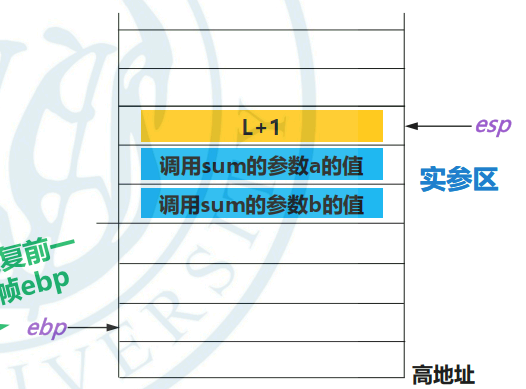 L+1
esp
调用sum的参数a的值
实参区
调用sum的参数b的值
复前一
帧ebp
ebp
高地址
VERSITY